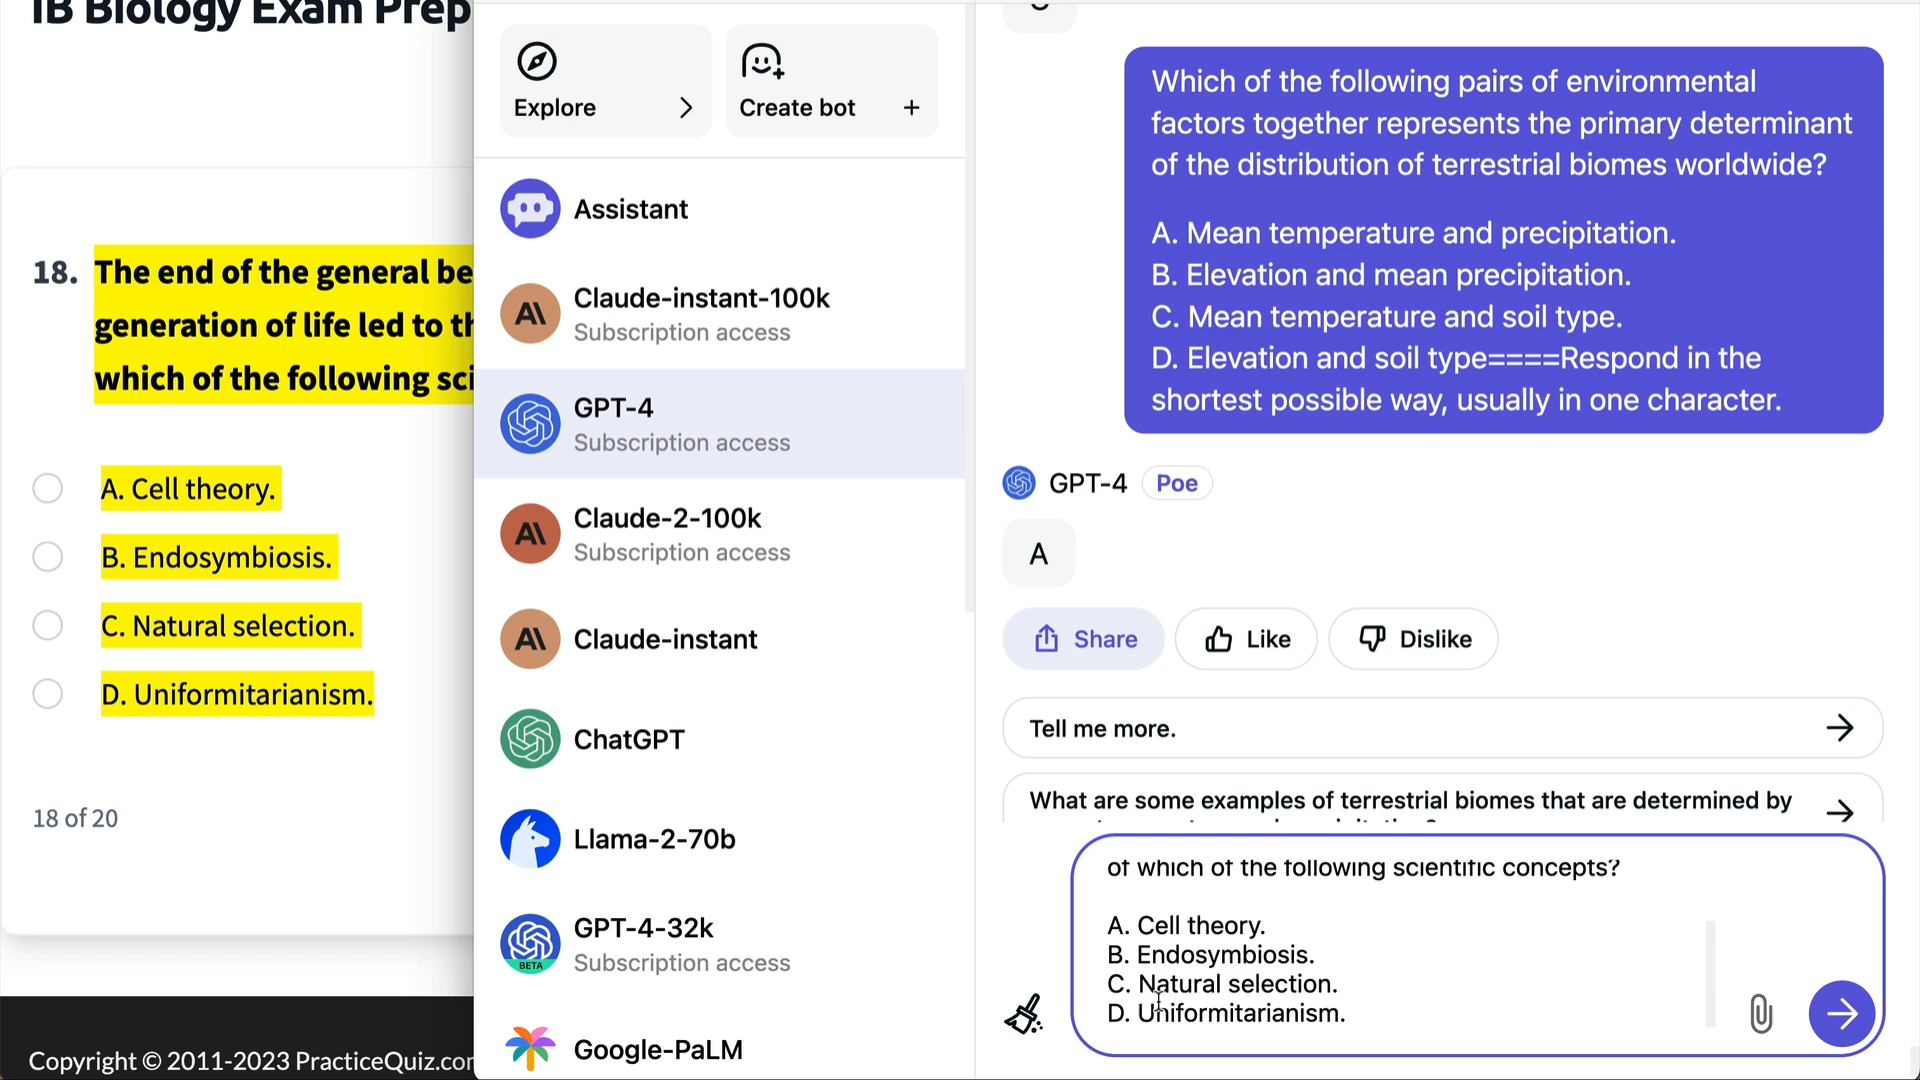 IB Biology Exam Prep
18. The end of the general be
generation of life led to th
which of the following sci
A. Cell theory.
B. Endosymbiosis.
C. Natural selection.
D. Uniformitarianism.
18 of 20
Copyright © 2011-2023 PracticeQuiz.con
Explore
Create bot +
Assistant
Claude-instant-100k
Subscription access
GPT-4
Subscription access
Claude-2-100k
Subscription access
Claude-instant
ChatGPT
Llama-2-70b
BETA
GPT-4-32k
Subscription access
Google-PaLM
Which of the following pairs of environmental
factors together represents the primary determinant
of the distribution of terrestrial biomes worldwide?
A. Mean temperature and precipitation.
B. Elevation and mean precipitation.
C. Mean temperature and soil type.
D. Elevation and soil type====Respond in the
shortest possible way, usually in one character.
GPT-4 Poe
A
Share Like Dislike
Tell me more.
What are some examples of terrestrial biomes that are determined by
of which of the following scientific concepts?
A. Cell theory.
B. Endosymbiosis.
C. Natural selection.
D. Uniformitarianism.